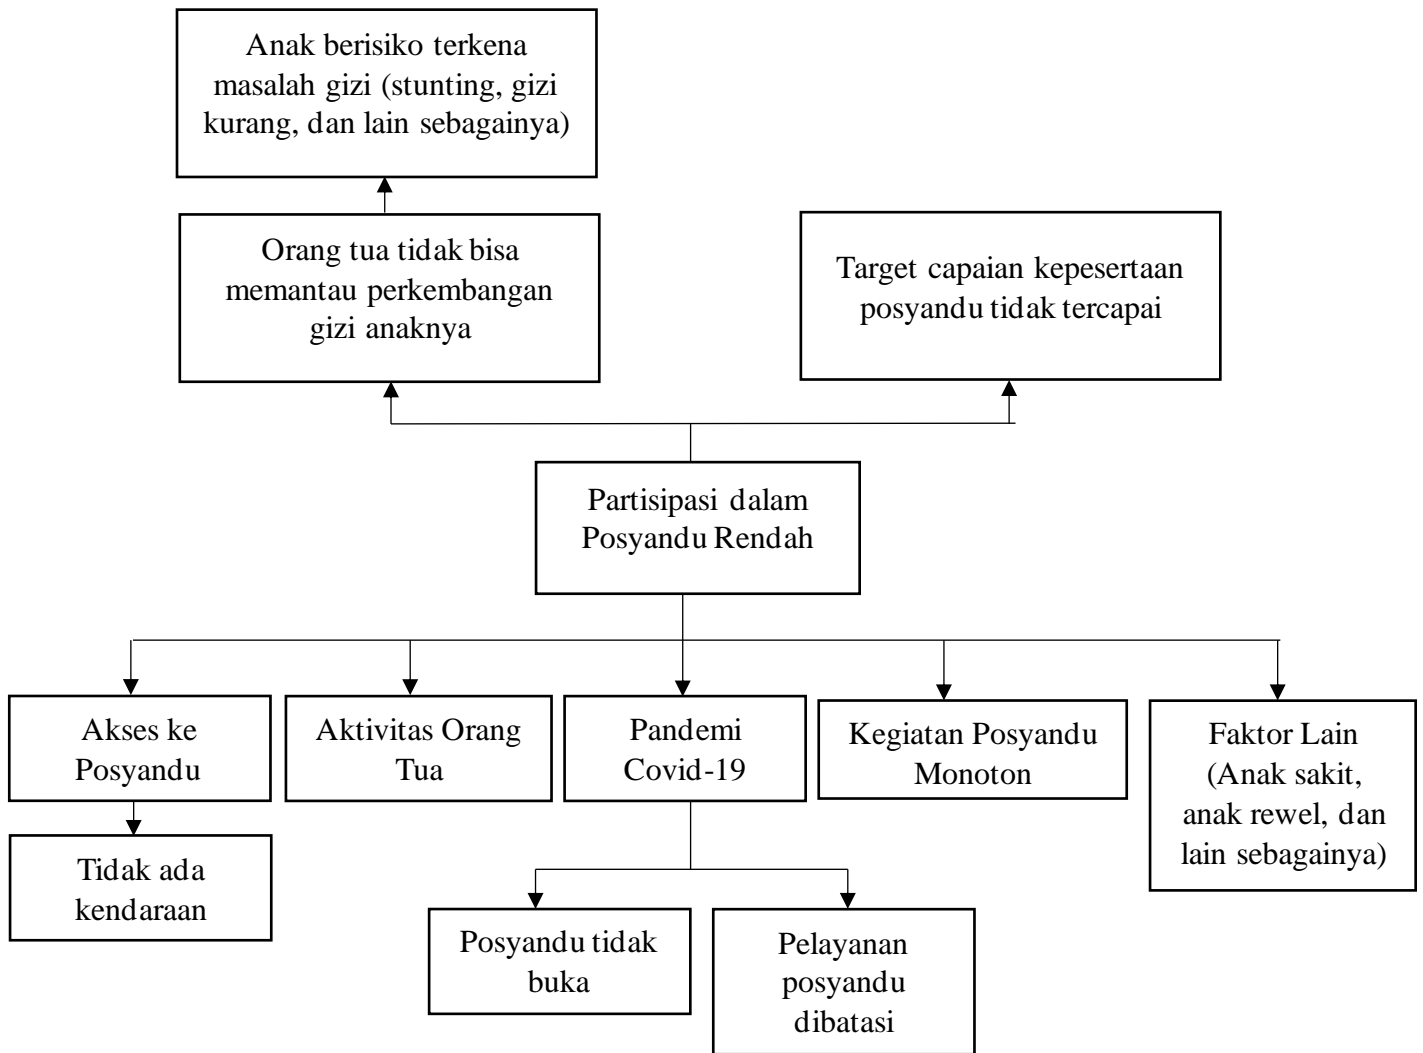 Anak berisiko terkena
masalah gizi (stunting, gizi
kurang, dan lain sebagainya)
Orang tua tidak bisa
memantau perkembangan
gizi anaknya
Target capaian kepesertaan
posyandu tidak tercapai
Partisipasi dalam
Posyandu Rendah
Akses ke
Posyandu
Aktivitas Orang
Tua
Pandemi
Covid-19
Kegiatan Posyandu
Monoton
Faktor Lain
(Anak sakit,
anak rewel, dan
lain sebagainya)
Tidak ada
kendaraan
Posyandu tidak
buka
Pelayanan
posyandu
dibatasi